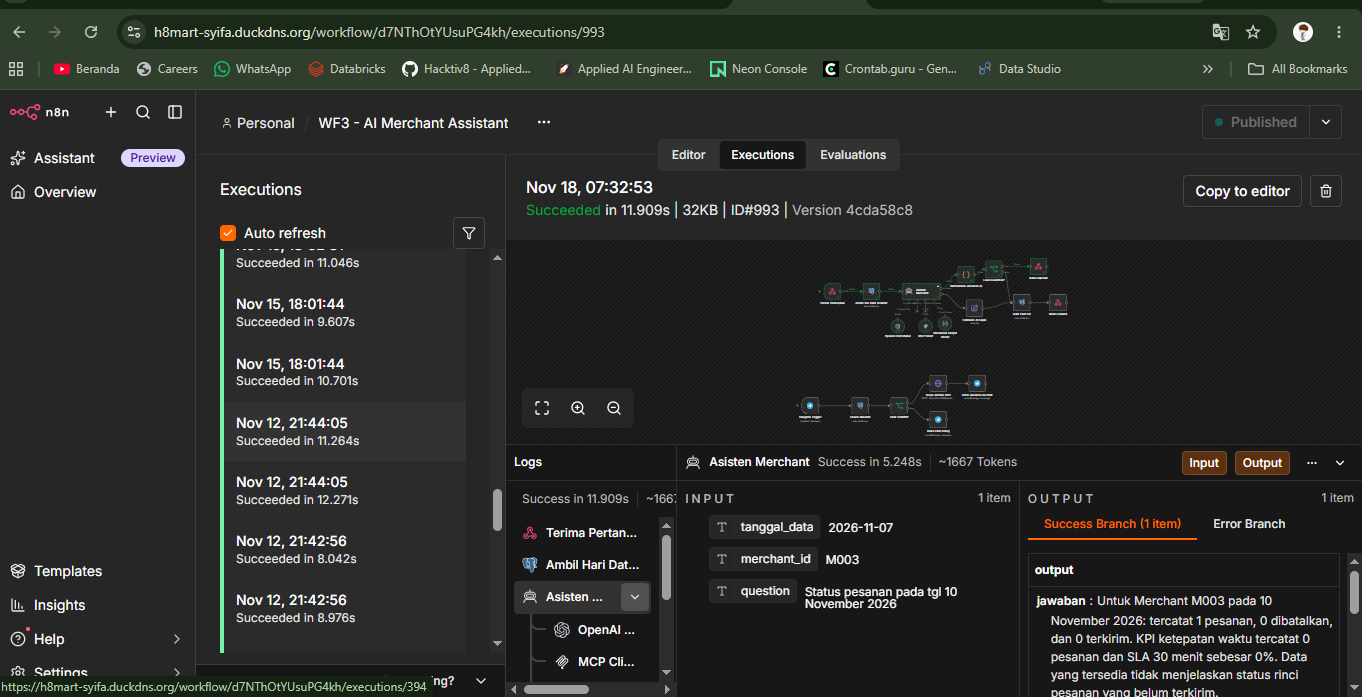 h8mart-syifa.duckdns.org/workflow/d7NThOtYUsuPG4kh/executions/993
Beranda
Careers
WhatsApp
Databricks
Hacktiv8 - Applied...
Applied AI Engineer...
Neon Console
Crontab.guru - Gen...
Data Studio
All Bookmarks
n8n
Personal / WF3 - AI Merchant Assistant ...
Published
Assistant Preview
Overview
Editor Executions Evaluations
Executions
Nov 18, 07:32:53
Succeeded in 11.909s | 32KB | ID#993 | Version 4cda58c8
Copy to editor
Auto refresh
Succeeded in 11.046s
Nov 15, 18:01:44
Succeeded in 9.607s
Nov 15, 18:01:44
Succeeded in 10.701s
Nov 12, 21:44:05
Succeeded in 11.264s
Nov 12, 21:44:05
Succeeded in 12.271s
Nov 12, 21:42:56
Succeeded in 8.042s
Nov 12, 21:42:56
Succeeded in 8.976s
Templates
Insights
Help
Settings
ng?
https://h8mart-syifa.duckdns.org/workflow/d7NThOtYUsuPG4kh/executions/394
Logs
Success in 11.909s ~1667
Terima Pertan...
Ambil Hari Dat...
Asisten ...
OpenAI ...
MCP Cli...
Asisten Merchant Success in 5.248s ~1667 Tokens
Input Output ...
INPUT 1 item
T tanggal_data 2026-11-07
T merchant_id M003
T question Status pesanan pada tgl 10
November 2026
OUTPUT 1 item
Success Branch (1 item) Error Branch
output
jawaban : Untuk Merchant M003 pada 10
November 2026: tercatat 1 pesanan, 0 dibatalkan,
dan 0 terkirim. KPI ketepatan waktu tercatat 0
pesanan dan SLA 30 menit sebesar 0%. Data
yang tersedia tidak menjelaskan status rinci
pesanan yang belum terkirim.